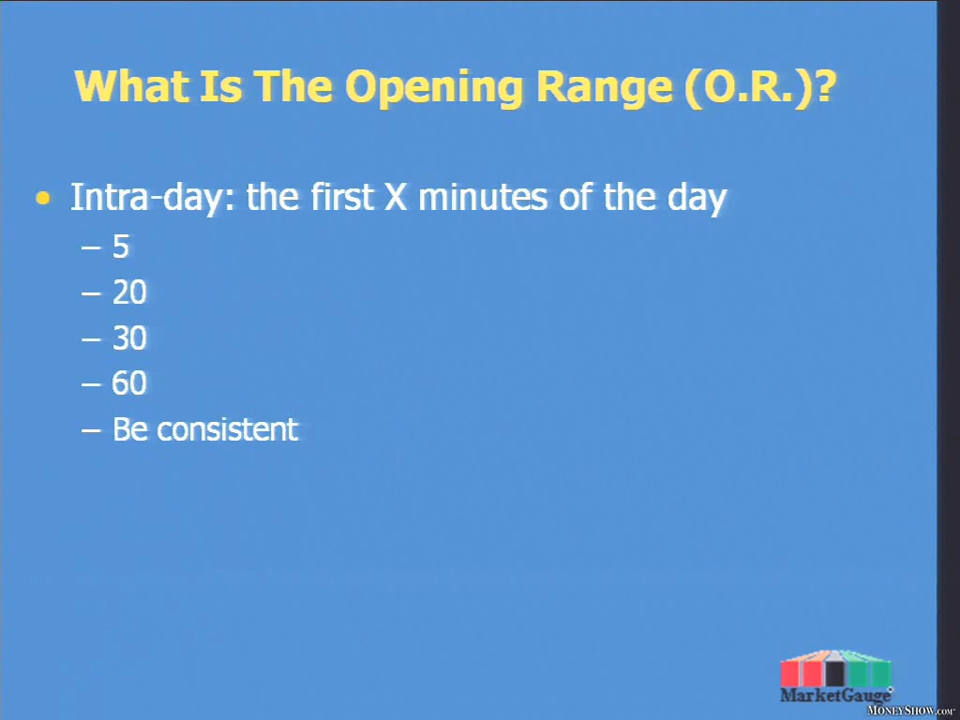 What Is The Opening Range (O.R.)?
• Intra-day: the first X minutes of the day
– 5
– 20
– 30
– 60
– Be consistent
MarketGauge
MoneyShow.com